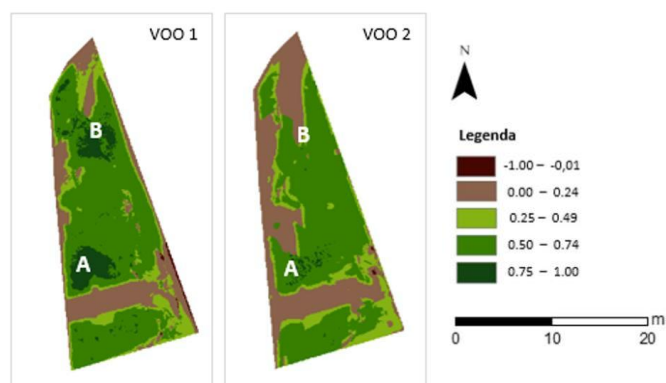 VOO 1
B
A
VOO 2
B
A
N
Legenda
-1.00 – -0,01
0.00 – 0.24
0.25 – 0.49
0.50 – 0.74
0.75 – 1.00
m
0 10 20